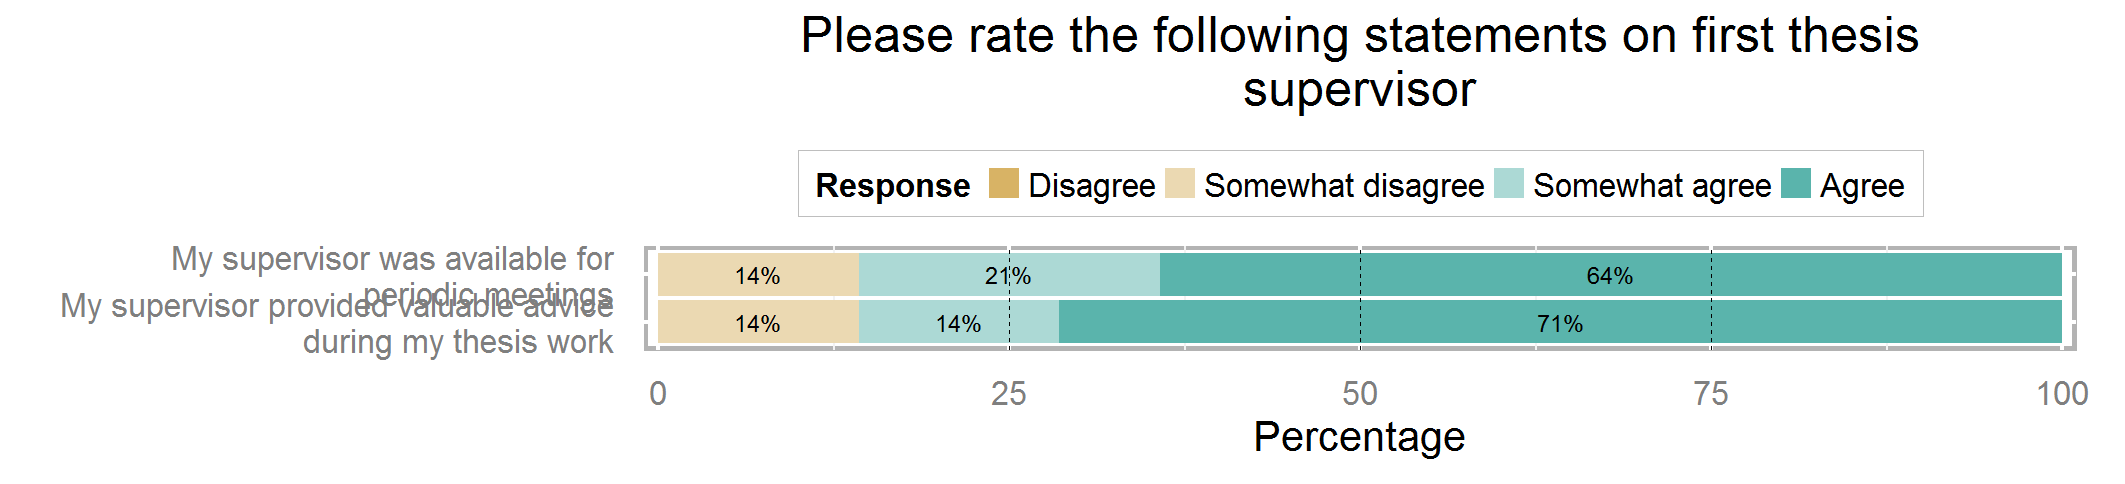 Please rate the following statements on first thesis
supervisor
Response Disagree Somewhat disagree Somewhat agree Agree
My supervisor was available for
periodic meetings
14% 21% 64%
My supervisor provided valuable advice
during my thesis work
14% 14% 71%
0 25 50 75 100
Percentage